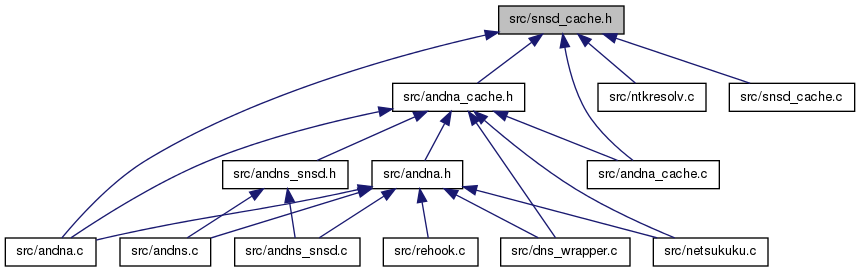 src/snsd_cache.h
src/andna_cache.h
src/ntkresolv.c
src/snsd_cache.c
src/andns_snsd.h
src/andna.h
src/andna_cache.c
src/andna.c
src/andns.c
src/andns_snsd.c
src/rehook.c
src/dns_wrapper.c
src/netsukuku.c